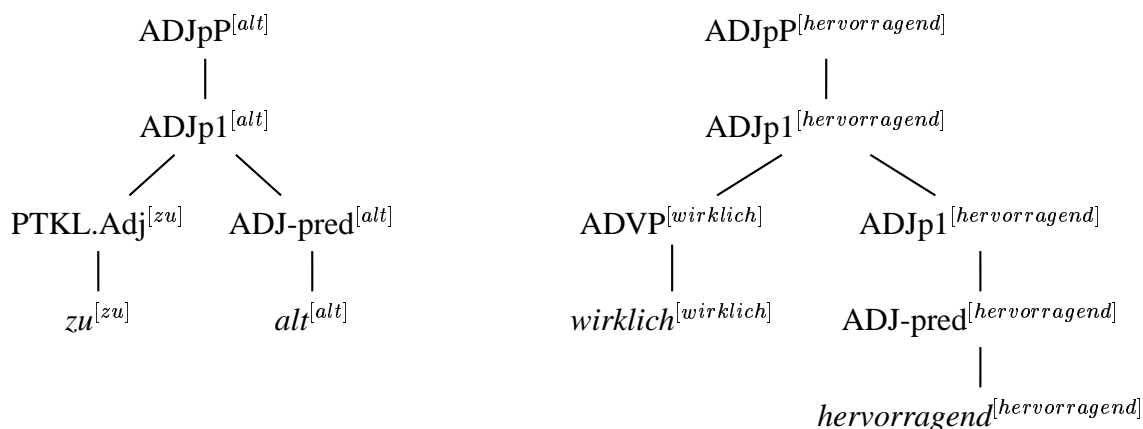 ADJpP[alt] ADJpP[hervorragend]
ADJp1[alt] ADJp1[hervorragend]
PTKL.Adj[zu] ADJ-pred[alt] ADVP[wirklich] ADJp1[hervorragend]
zu[zu] alt[alt] wirklich[wirklich] ADJ-pred[hervorragend]
hervorragend[hervorragend]